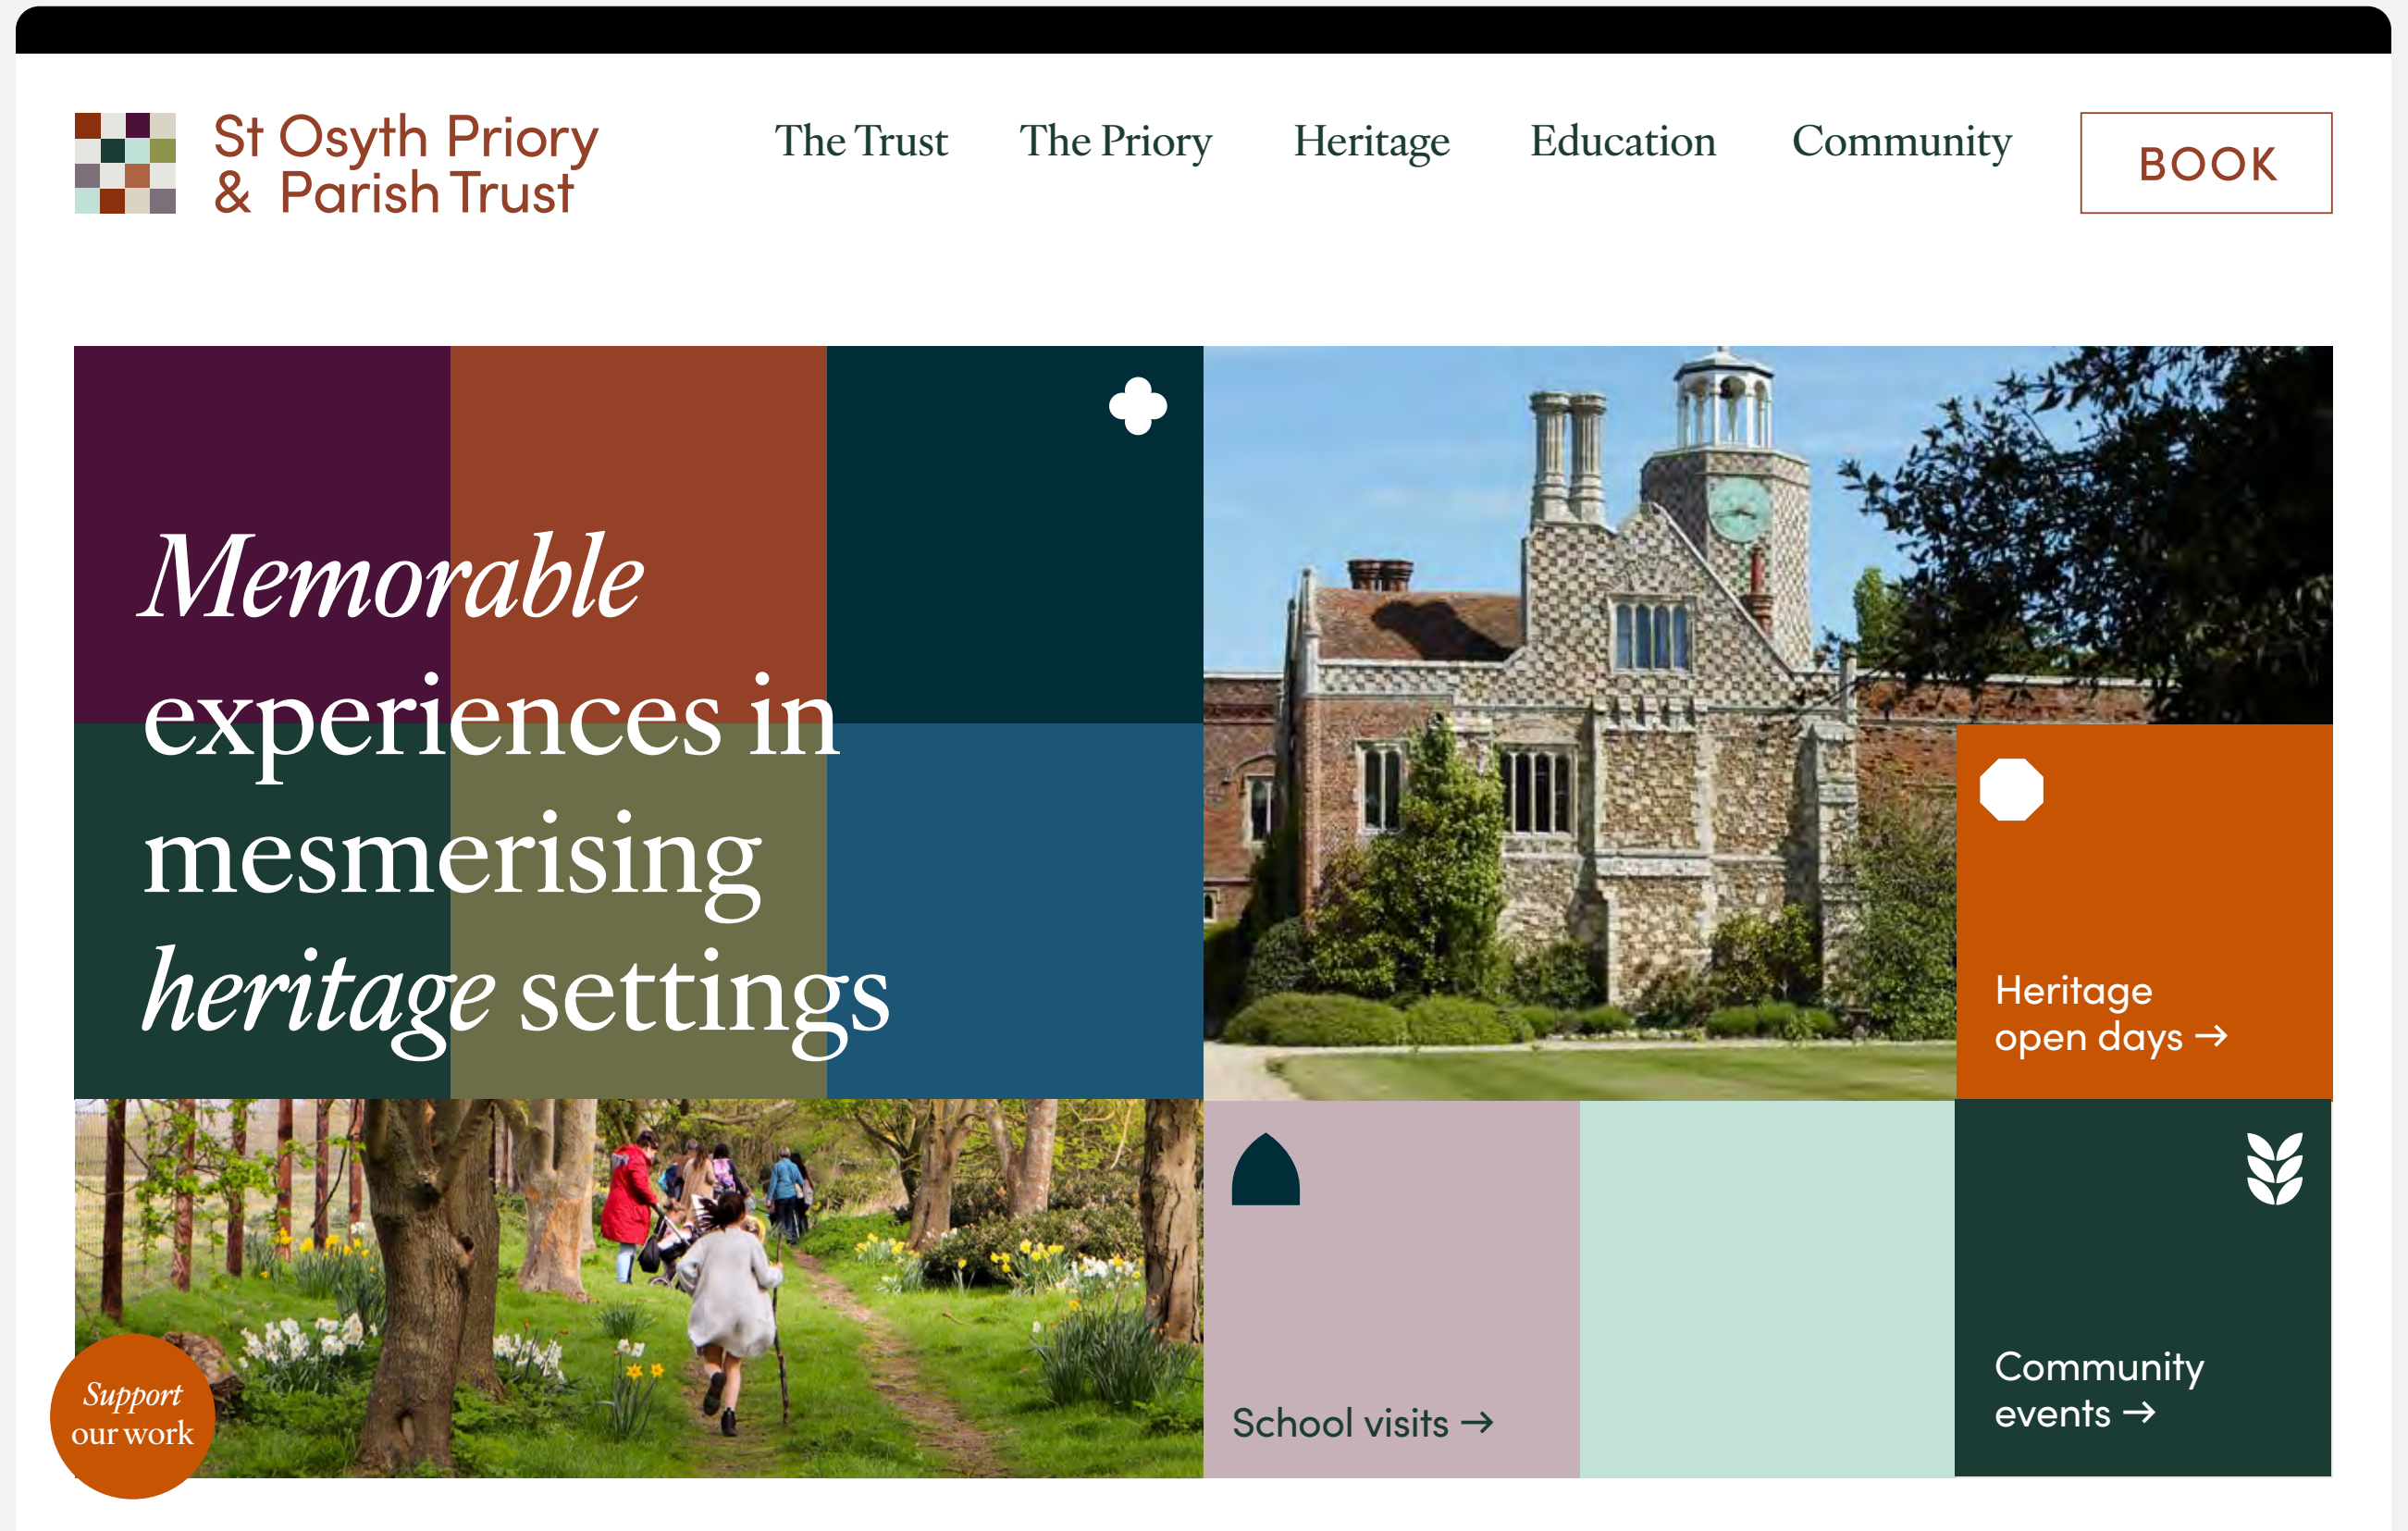 St Osyth Priory
& Parish Trust
The Trust
The Priory
Heritage
Education
Community
BOOK
Memorable
experiences in
mesmerising
heritage settings
Heritage
open days →
School visits →
Community
events →
Support
our work